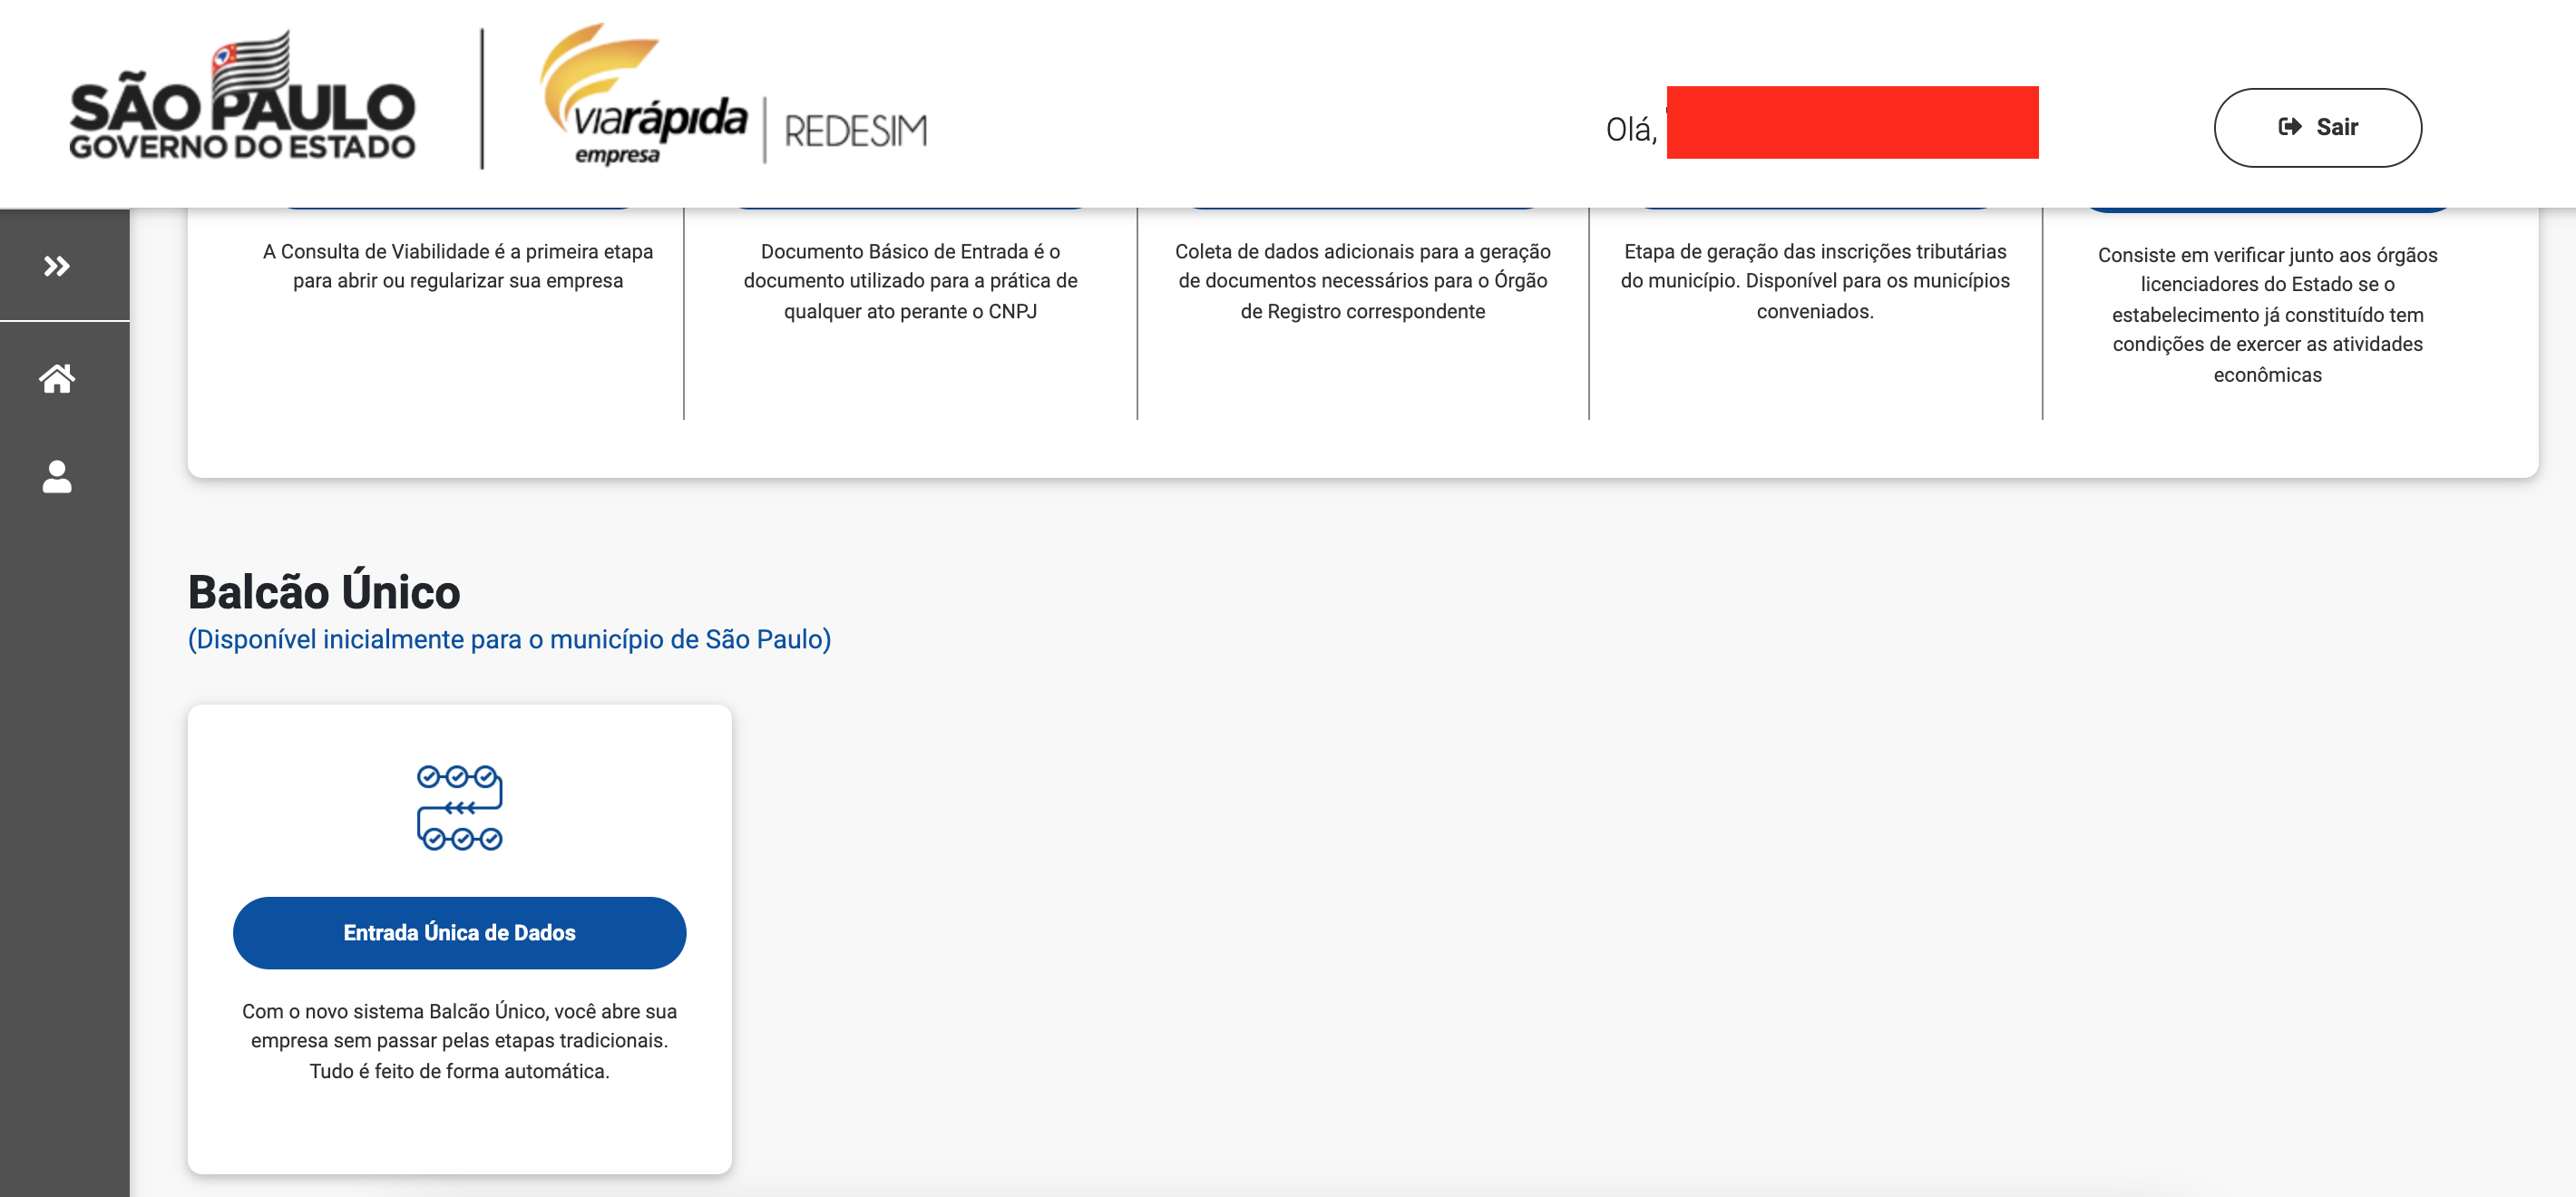 SÃO PAULO
GOVERNO DO ESTADO
viarápida
empresa
REDESIM
Olá,
Sair
A Consulta de Viabilidade é a primeira etapa
para abrir ou regularizar sua empresa
Documento Básico de Entrada é o
documento utilizado para a prática de
qualquer ato perante o CNPJ
Coleta de dados adicionais para a geração
de documentos necessários para o Órgão
de Registro correspondente
Etapa de geração das inscrições tributárias
do município. Disponível para os municípios
conveniados.
Consiste em verificar junto aos órgãos
licenciadores do Estado se o
estabelecimento já constituído tem
condições de exercer as atividades
econômicas
Balcão Único
(Disponível inicialmente para o município de São Paulo)
Entrada Única de Dados
Com o novo sistema Balcão Único, você abre sua
empresa sem passar pelas etapas tradicionais.
Tudo é feito de forma automática.